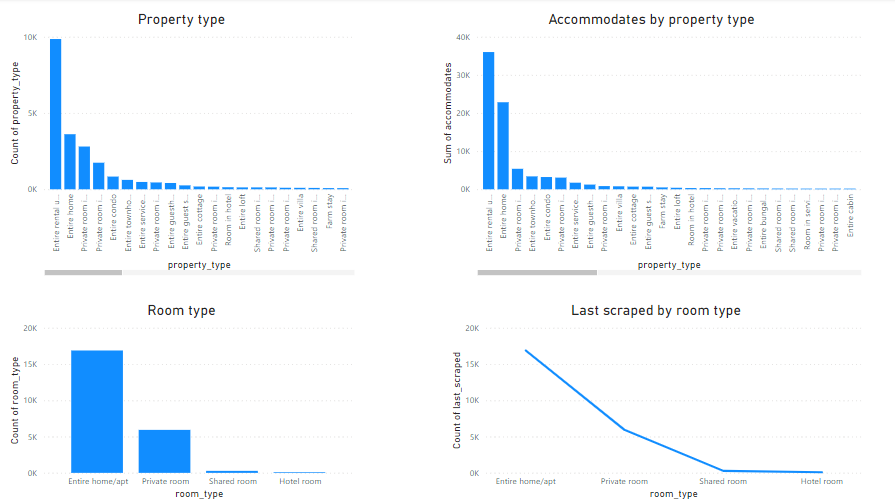 Property type
Count of property_type
10K
5K
0K
Entire rental u...
Entire home
Private room i...
Private room i...
Entire condo
Entire townho...
Entire service...
Private room i...
Entire guesth...
Entire guest s...
Entire cottage
Private room i...
Room in hotel
Entire loft
Shared room i...
Private room i...
Private room i...
Entire villa
Shared room i...
Farm stay
Private room i...
property_type
Accommodates by property type
Sum of accommodates
40K
30K
20K
10K
0K
Entire rental u...
Entire home
Private room i...
Entire townho...
Entire condo
Private room i...
Entire service...
Entire guesth...
Private room i...
Entire villa
Entire cottage
Entire guest s...
Farm stay
Entire loft
Room in hotel
Private room i...
Private room i...
Entire vacatio...
Private room i...
Entire bungal...
Shared room i...
Shared room i...
Room in servi...
Private room i...
Private room i...
Entire cabin
property_type
Room type
Count of room_type
20K
15K
10K
5K
0K
Entire home/apt
Private room
Shared room
Hotel room
room_type
Last scraped by room type
Count of last_scraped
20K
15K
10K
5K
0K
Entire home/apt
Private room
Shared room
Hotel room
room_type